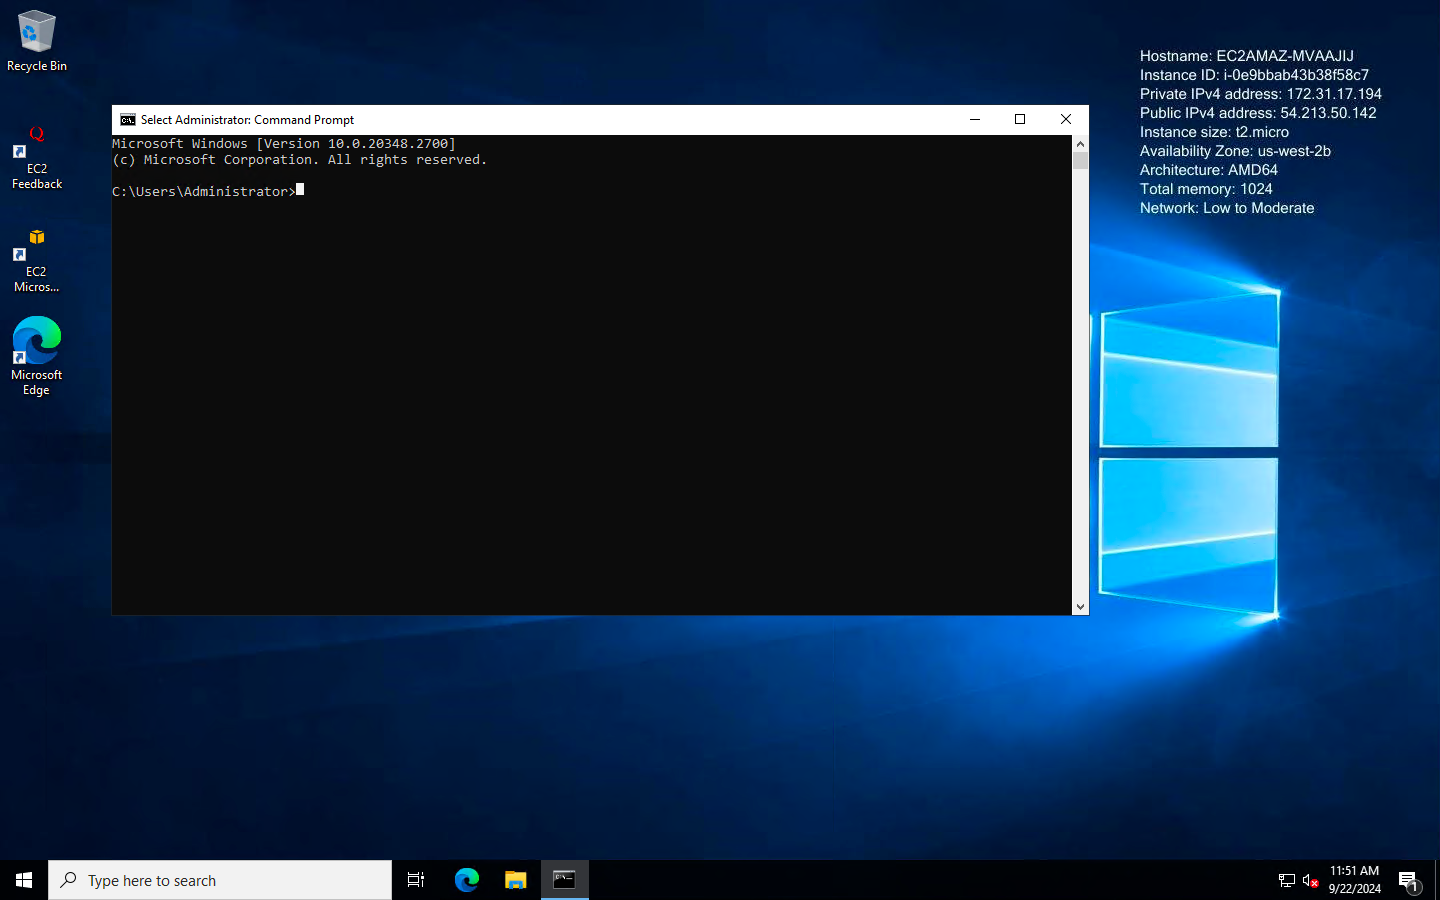 Recycle Bin
EC2
Feedback
EC2
Micros...
Microsoft
Edge
Select Administrator: Command Prompt
Microsoft Windows [Version 10.0.20348.2700]
(c) Microsoft Corporation. All rights reserved.
C:\Users\Administrator>
Hostname: EC2AMAZ-MVAAJIJ
Instance ID: i-0e9bbab43b38f58c7
Private IPv4 address: 172.31.17.194
Public IPv4 address: 54.213.50.142
Instance size: t2.micro
Availability Zone: us-west-2b
Architecture: AMD64
Total memory: 1024
Network: Low to Moderate
Type here to search
11:51 AM
9/22/2024
1